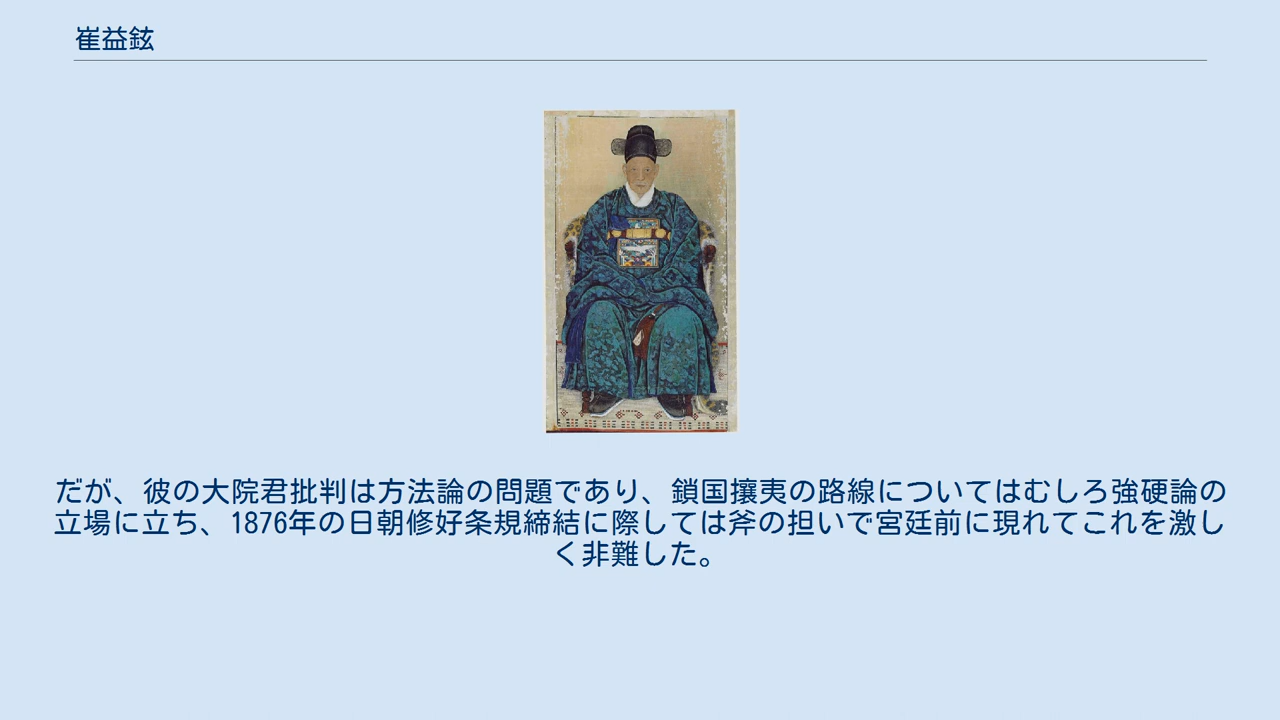 崔益鉉
だが、彼の大院君批判は方法論の問題であり、鎖国攘夷の路線についてはむしろ強硬論の
立場に立ち、1876年の日朝修好条規締結に際しては斧の担いで宮廷前に現れてこれを激し
く非難した。